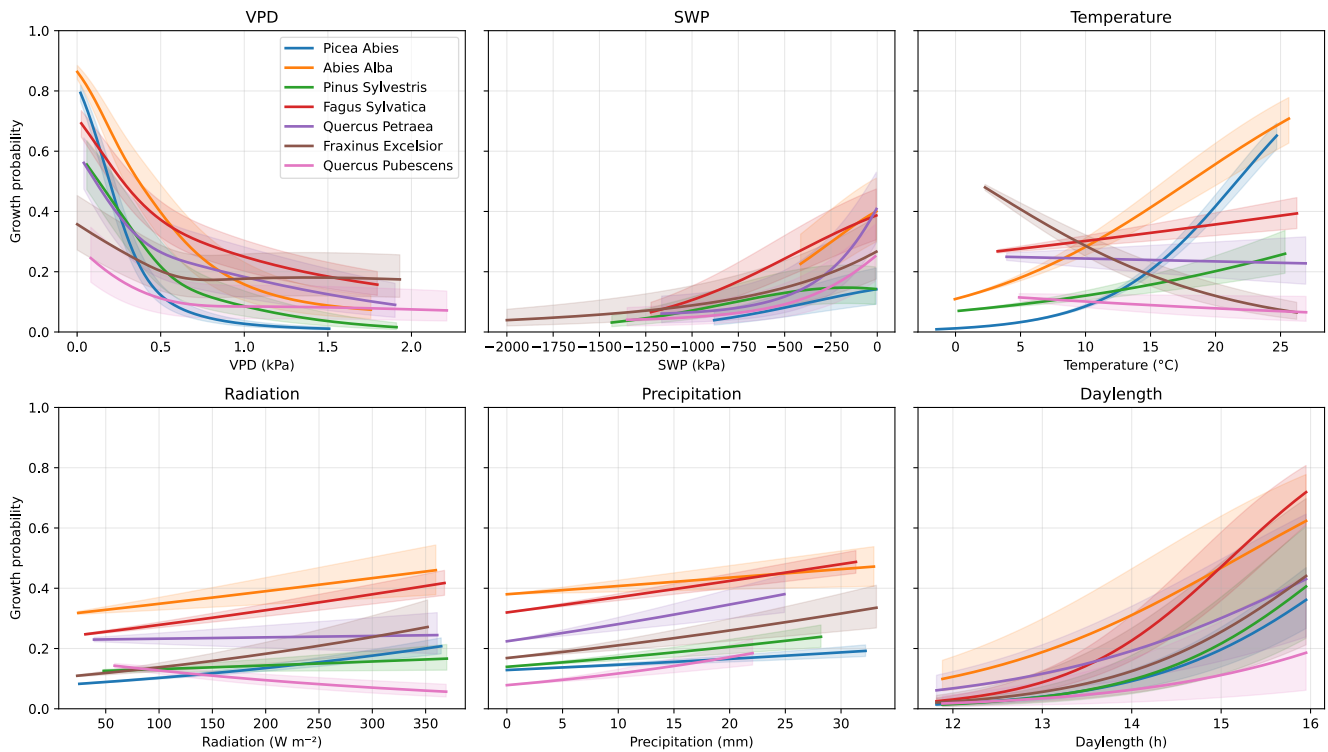 VPD
SWP
Temperature
Growth probability
1.0
0.8
0.6
0.4
0.2
0.0
Picea Abies
Abies Alba
Pinus Sylvestris
Fagus Sylvatica
Quercus Petraea
Fraxinus Excelsior
Quercus Pubescens
0.0 0.5 1.0 1.5 2.0
VPD (kPa)
−2000 −1750 −1500 −1250 −1000 −750 −500 −250 0
SWP (kPa)
0 5 10 15 20 25
Temperature (°C)
Radiation
Precipitation
Daylength
Growth probability
1.0
0.8
0.6
0.4
0.2
0.0
50 100 150 200 250 300 350
Radiation (W m⁻²)
0 5 10 15 20 25 30
Precipitation (mm)
12 13 14 15 16
Daylength (h)